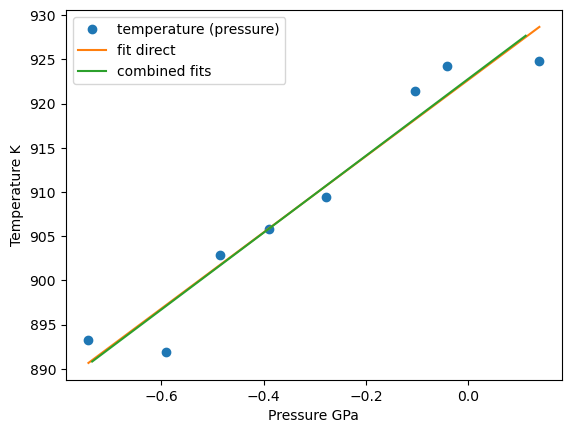 930
925
920
915
910
905
900
895
890
−0.6
−0.4
−0.2
0.0
Temperature K
Pressure GPa
temperature (pressure)
fit direct
combined fits